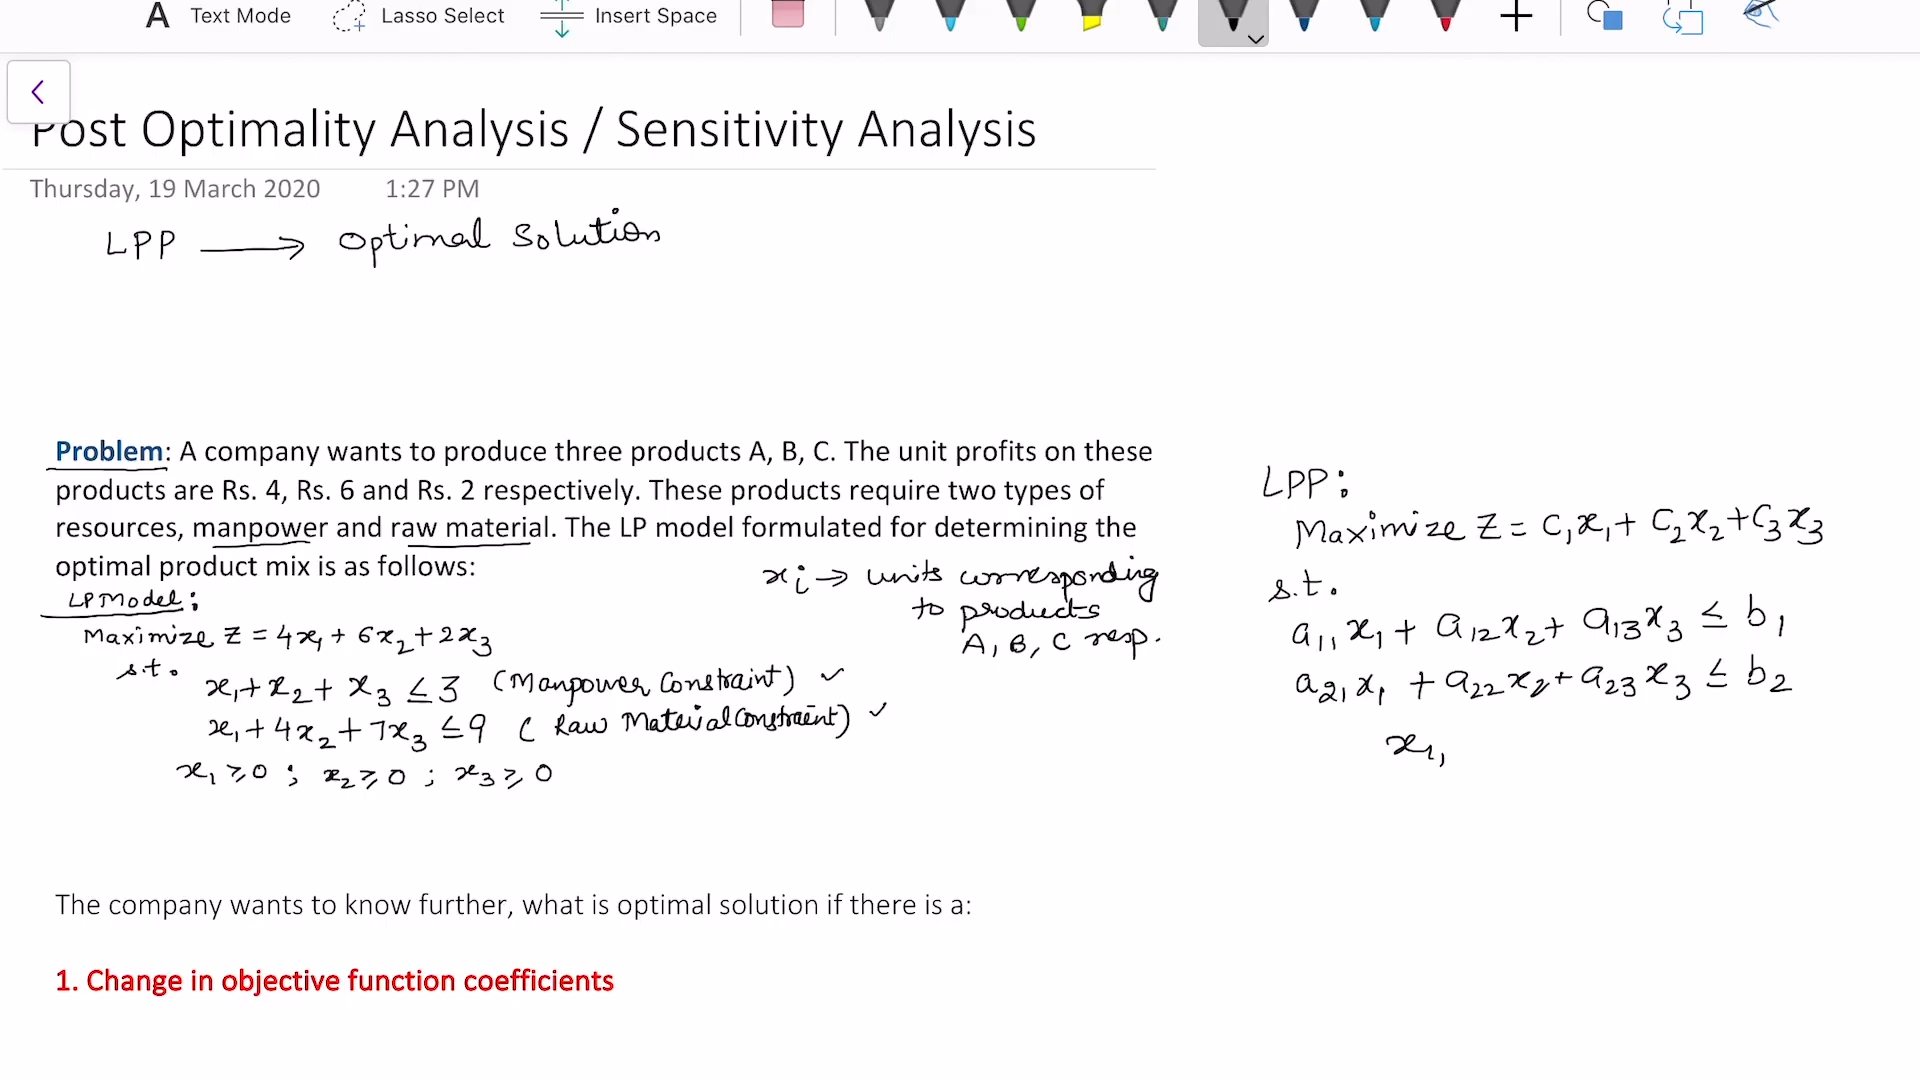 Text Mode Lasso Select Insert Space
Post Optimality Analysis / Sensitivity Analysis
Thursday, 19 March 2020 1:27 PM
LPP ⟶ Optimal Solution
Problem: A company wants to produce three products A, B, C. The unit profits on these
products are Rs. 4, Rs. 6 and Rs. 2 respectively. These products require two types of
resources, manpower and raw material. The LP model formulated for determining the
optimal product mix is as follows:
xi → units corresponding
to products
A, B, C resp.
LP Model:
Maximize Z = 4x₁ + 6x₂ + 2x₃
s.t.
x₁ + x₂ + x₃ ≤ 3 (Manpower Constraint) ✓
x₁ + 4x₂ + 7x₃ ≤ 9 (Raw Material Constraint) ✓
x₁ ≥ 0 ; x₂ ≥ 0 ; x₃ ≥ 0
LPP:
Maximize Z = C₁x₁ + C₂x₂ + C₃x₃
s.t.
a₁₁x₁ + a₁₂x₂ + a₁₃x₃ ≤ b₁
a₂₁x₁ + a₂₂x₂ + a₂₃x₃ ≤ b₂
x₁,
The company wants to know further, what is optimal solution if there is a:
1. Change in objective function coefficients